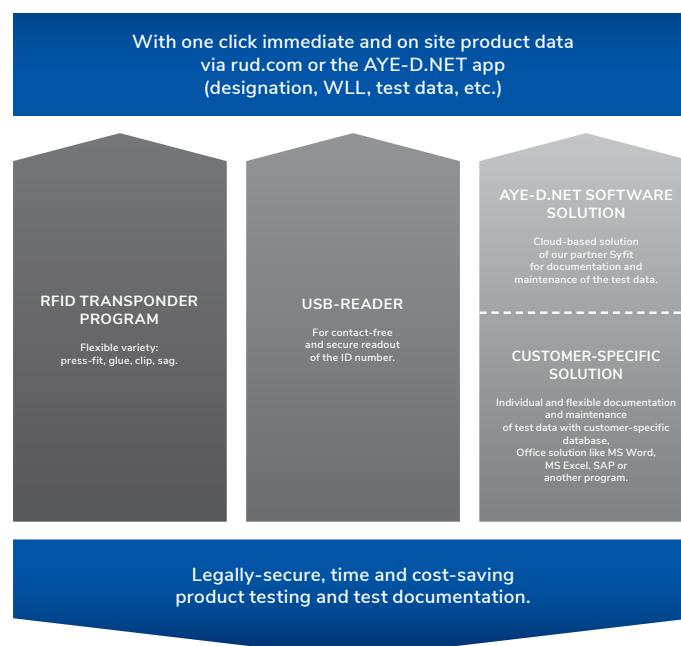 With one click immediate and on site product data
via rud.com or the AYE-D.NET app
(designation, WLL, test data, etc.)
RFID TRANSPONDER
PROGRAM
Flexible variety:
press-fit, glue, clip, sag.
USB-READER
For contact-free
and secure readout
of the ID number.
AYE-D.NET SOFTWARE
SOLUTION
Cloud-based solution
of our partner Syfit
for documentation and
maintenance of the test data.
CUSTOMER-SPECIFIC
SOLUTION
Individual and flexible documentation
and maintenance
of test data with customer-specific
database,
Office solution like MS Word,
MS Excel, SAP or
another program.
Legally-secure, time and cost-saving
product testing and test documentation.